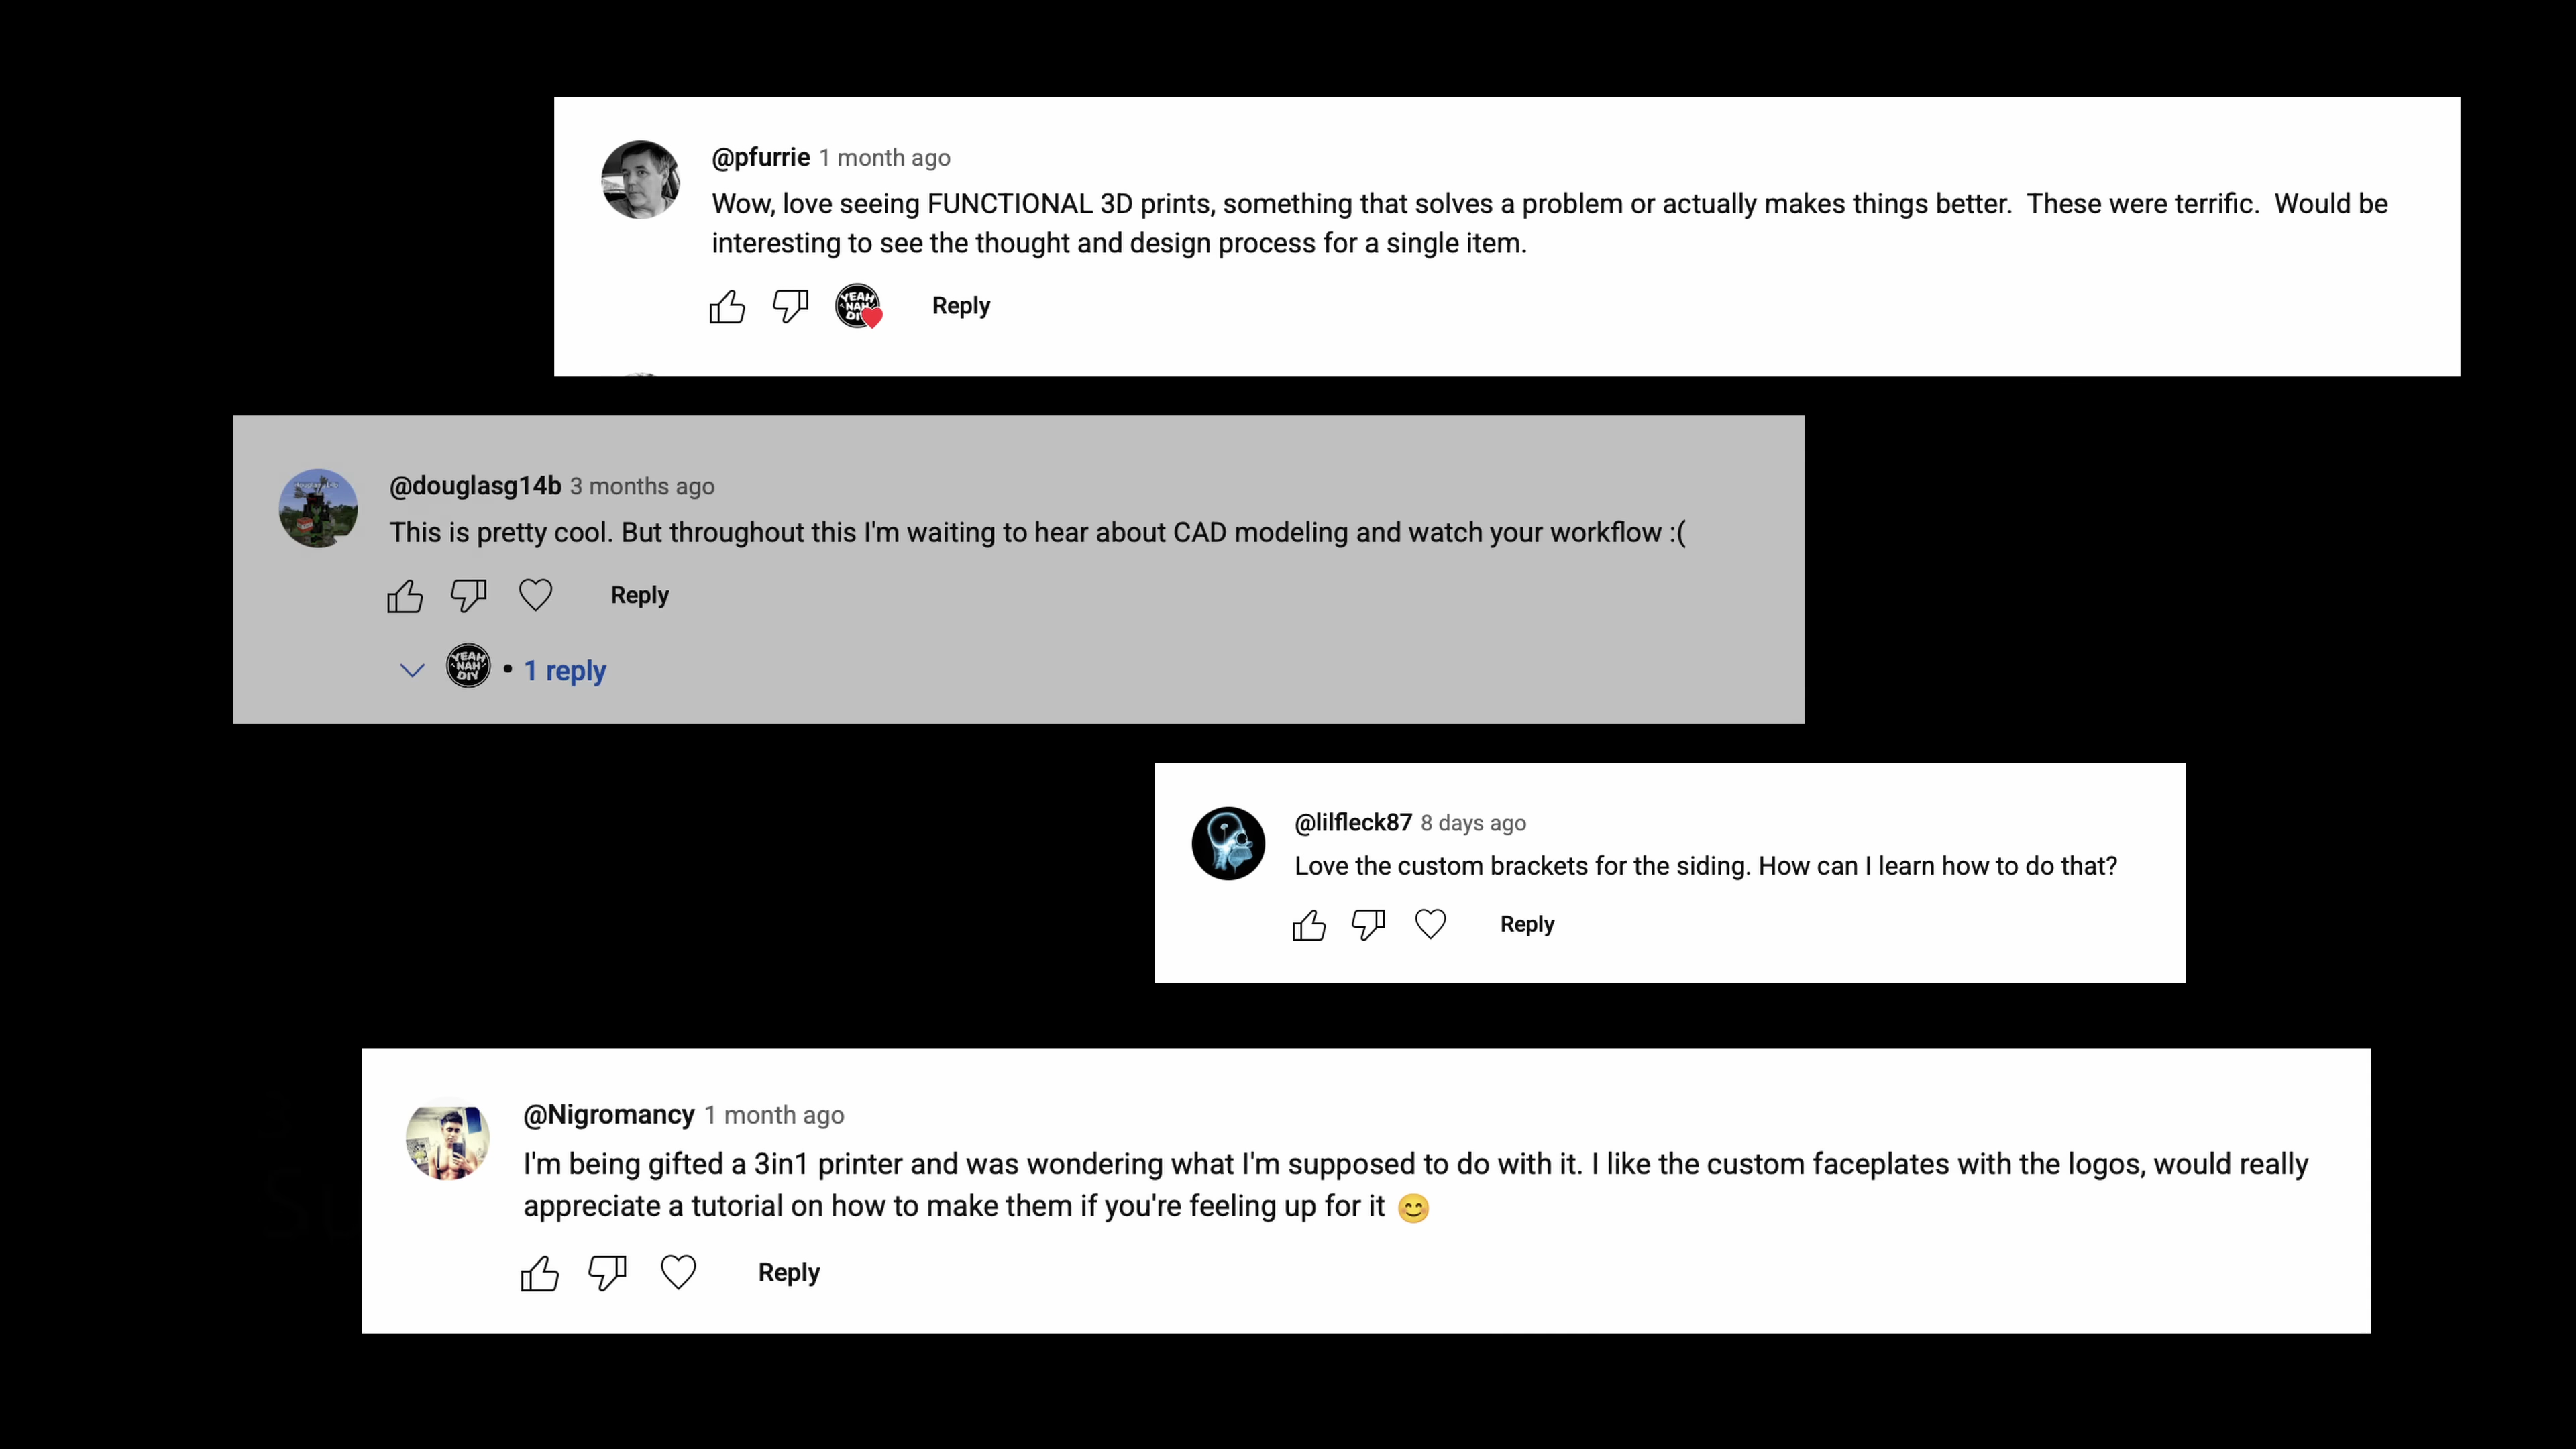 @pfurrie 1 month ago
Wow, love seeing FUNCTIONAL 3D prints, something that solves a problem or actually makes things better.  These were terrific.  Would be
interesting to see the thought and design process for a single item.
YEAH
NAH
DIY
Reply
@douglasg14b 3 months ago
This is pretty cool. But throughout this I'm waiting to hear about CAD modeling and watch your workflow :(
Reply
YEAH
NAH
DIY
• 1 reply
@lilfleck87 8 days ago
Love the custom brackets for the siding. How can I learn how to do that?
Reply
@Nigromancy 1 month ago
I'm being gifted a 3in1 printer and was wondering what I'm supposed to do with it. I like the custom faceplates with the logos, would really
appreciate a tutorial on how to make them if you're feeling up for it 😊
Reply